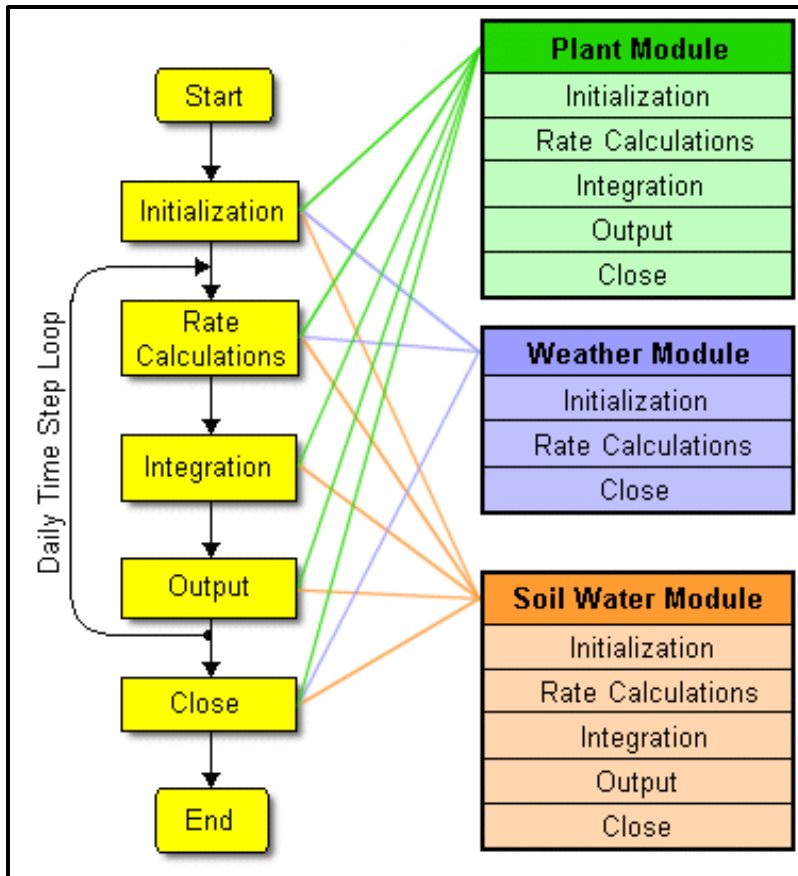 Start
Initialization
Rate
Calculations
Integration
Output
Close
End
Daily Time Step Loop
Plant Module
Initialization
Rate Calculations
Integration
Output
Close
Weather Module
Initialization
Rate Calculations
Close
Soil Water Module
Initialization
Rate Calculations
Integration
Output
Close